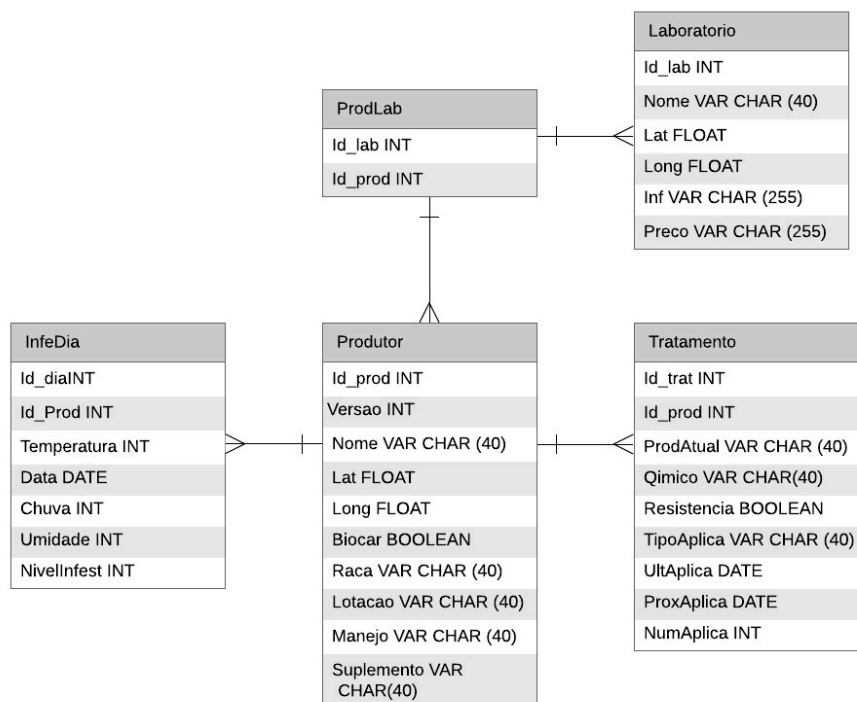 Laboratorio
Id_lab INT
Nome VAR CHAR (40)
Lat FLOAT
Long FLOAT
Inf VAR CHAR (255)
Preco VAR CHAR (255)
ProdLab
Id_lab INT
Id_prod INT
InfeDia
Id_diaINT
Id_Prod INT
Temperatura INT
Data DATE
Chuva INT
Umidade INT
NivelInfest INT
Produtor
Id_prod INT
Versao INT
Nome VAR CHAR (40)
Lat FLOAT
Long FLOAT
Biocar BOOLEAN
Raca VAR CHAR (40)
Lotacao VAR CHAR (40)
Manejo VAR CHAR (40)
Suplemento VAR
CHAR(40)
Tratamento
Id_trat INT
Id_prod INT
ProdAtual VAR CHAR (40)
Qimico VAR CHAR(40)
Resistencia BOOLEAN
TipoAplica VAR CHAR (40)
UltAplica DATE
ProxAplica DATE
NumAplica INT